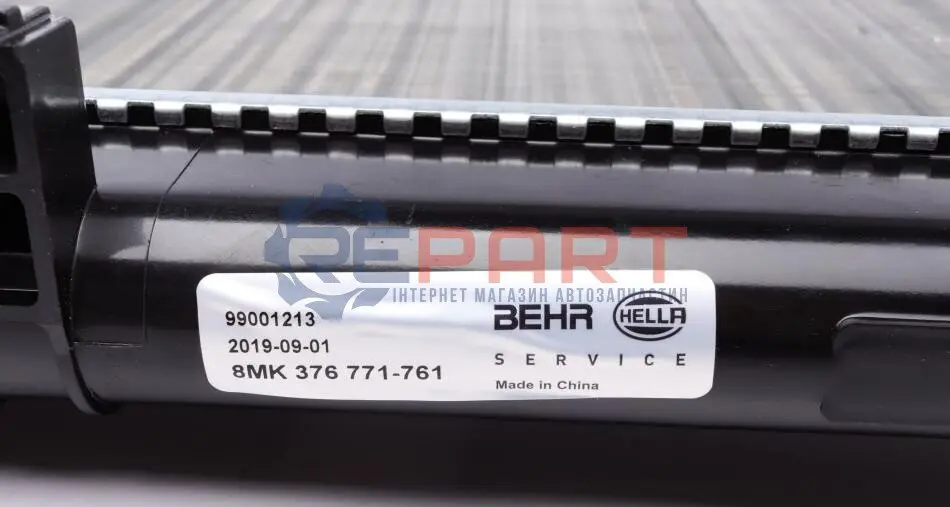 REPART
ІНТЕРНЕТ МАГАЗИН АВТОЗАПЧАСТИН
99001213
2019-09-01
8MK 376 771-761
BEHR HELLA
SERVICE
Made in China